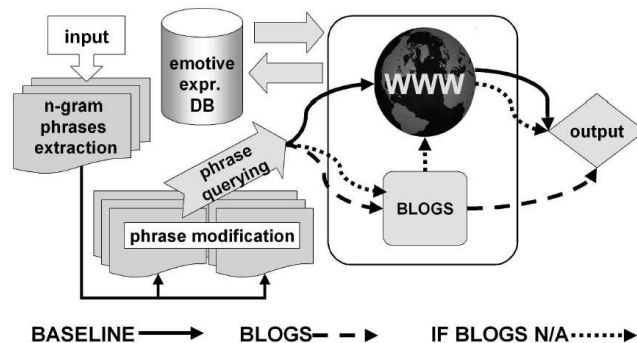 input
n-gram
phrases
extraction
emotive
expr.
DB
WWW
output
phrase
querying
BLOGS
phrase modification
BASELINE BLOGS IF BLOGS N/A